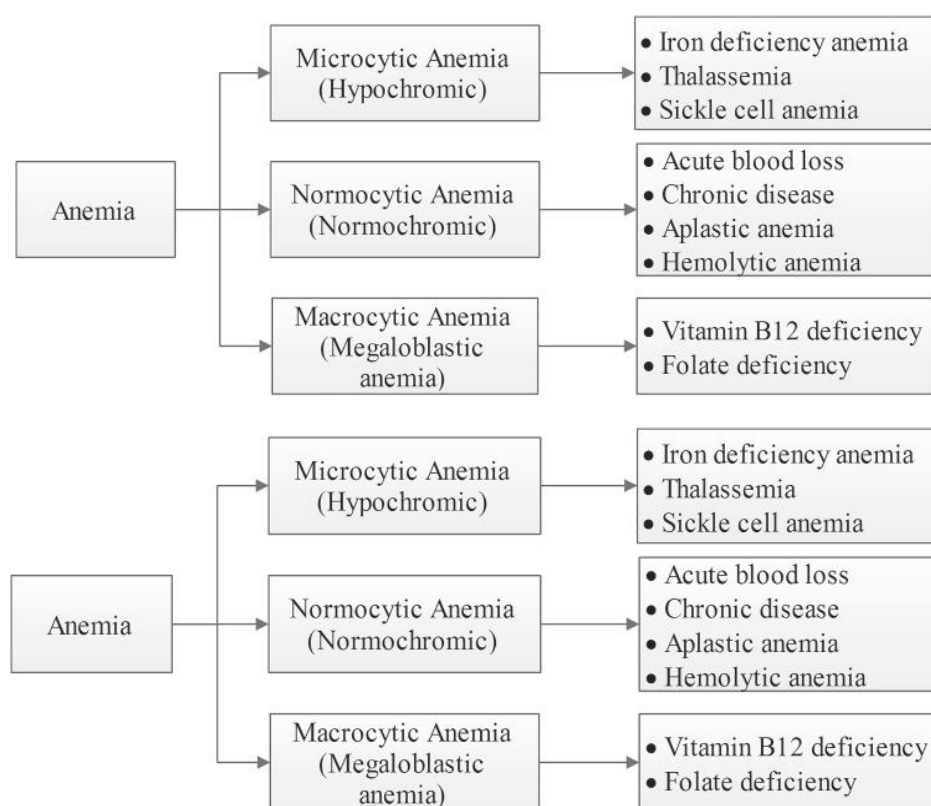 Anemia
Microcytic Anemia
(Hypochromic)
• Iron deficiency anemia
• Thalassemia
• Sickle cell anemia
Normocytic Anemia
(Normochromic)
• Acute blood loss
• Chronic disease
• Aplastic anemia
• Hemolytic anemia
Macrocytic Anemia
(Megaloblastic
anemia)
• Vitamin B12 deficiency
• Folate deficiency
Anemia
Microcytic Anemia
(Hypochromic)
• Iron deficiency anemia
• Thalassemia
• Sickle cell anemia
Normocytic Anemia
(Normochromic)
• Acute blood loss
• Chronic disease
• Aplastic anemia
• Hemolytic anemia
Macrocytic Anemia
(Megaloblastic
anemia)
• Vitamin B12 deficiency
• Folate deficiency